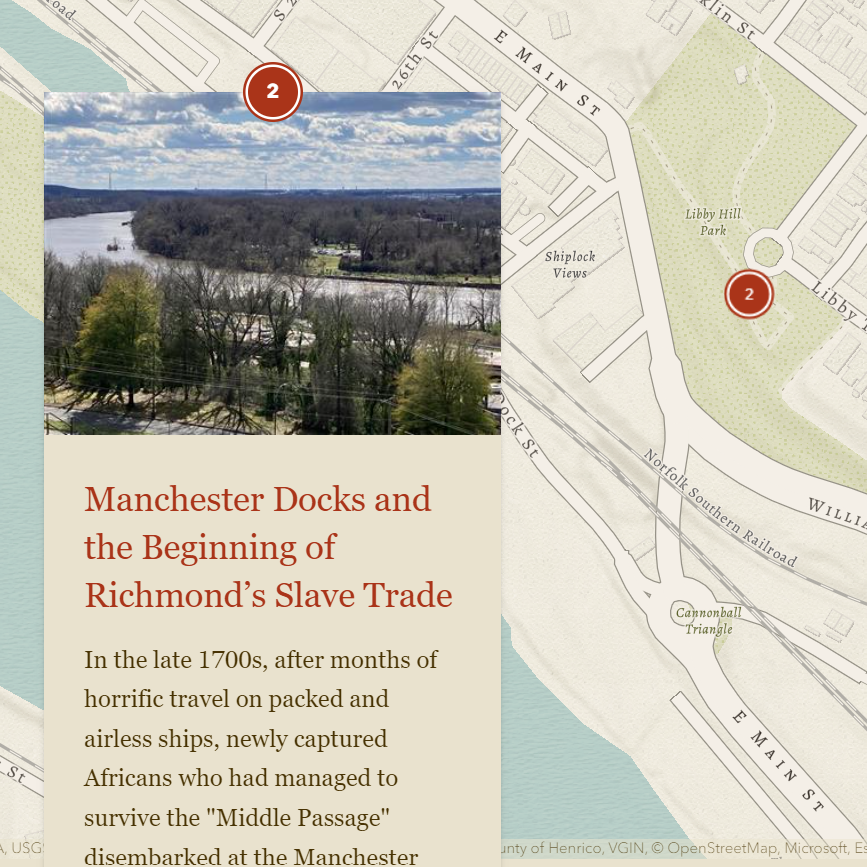 2
Manchester Docks and
the Beginning of
Richmond’s Slave Trade
In the late 1700s, after months of
horrific travel on packed and
airless ships, newly captured
Africans who had managed to
survive the "Middle Passage"
disembarked at the Manchester
road
S 2
26th St
E MAIN ST
klin St
Libby Hill
Park
2
Shiplock
Views
Libby T
ock St
Norfolk Southern Railroad
WILLIA
Cannonball
Triangle
E MAIN ST
St
A, USG
unty of Henrico, VGIN, © OpenStreetMap, Microsoft, Es